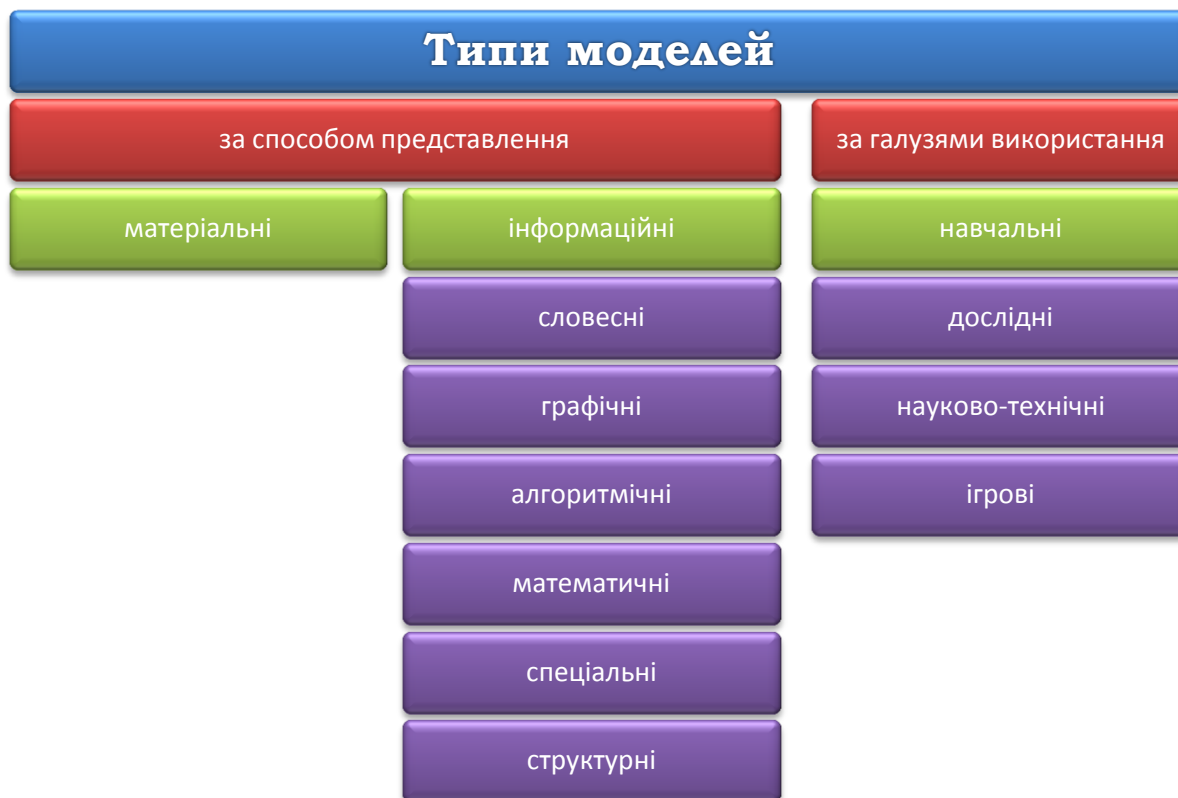 Типи моделей
за способом представлення
за галузями використання
матеріальні
інформаційні
навчальні
словесні
дослідні
графічні
науково-технічні
алгоритмічні
ігрові
математичні
спеціальні
структурні